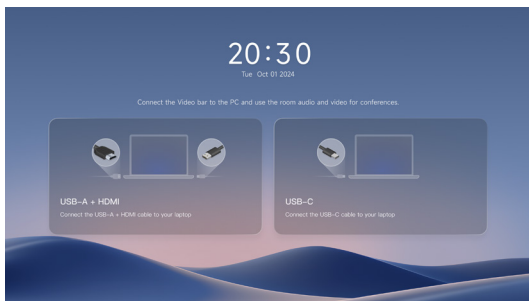 20:30
Tue Oct 01 2024
Connect the Video bar to the PC and use the room audio and video for conferences.
USB-A + HDMI
Connect the USB-A + HDMI cable to your laptop
USB-C
Connect the USB-C cable to your laptop